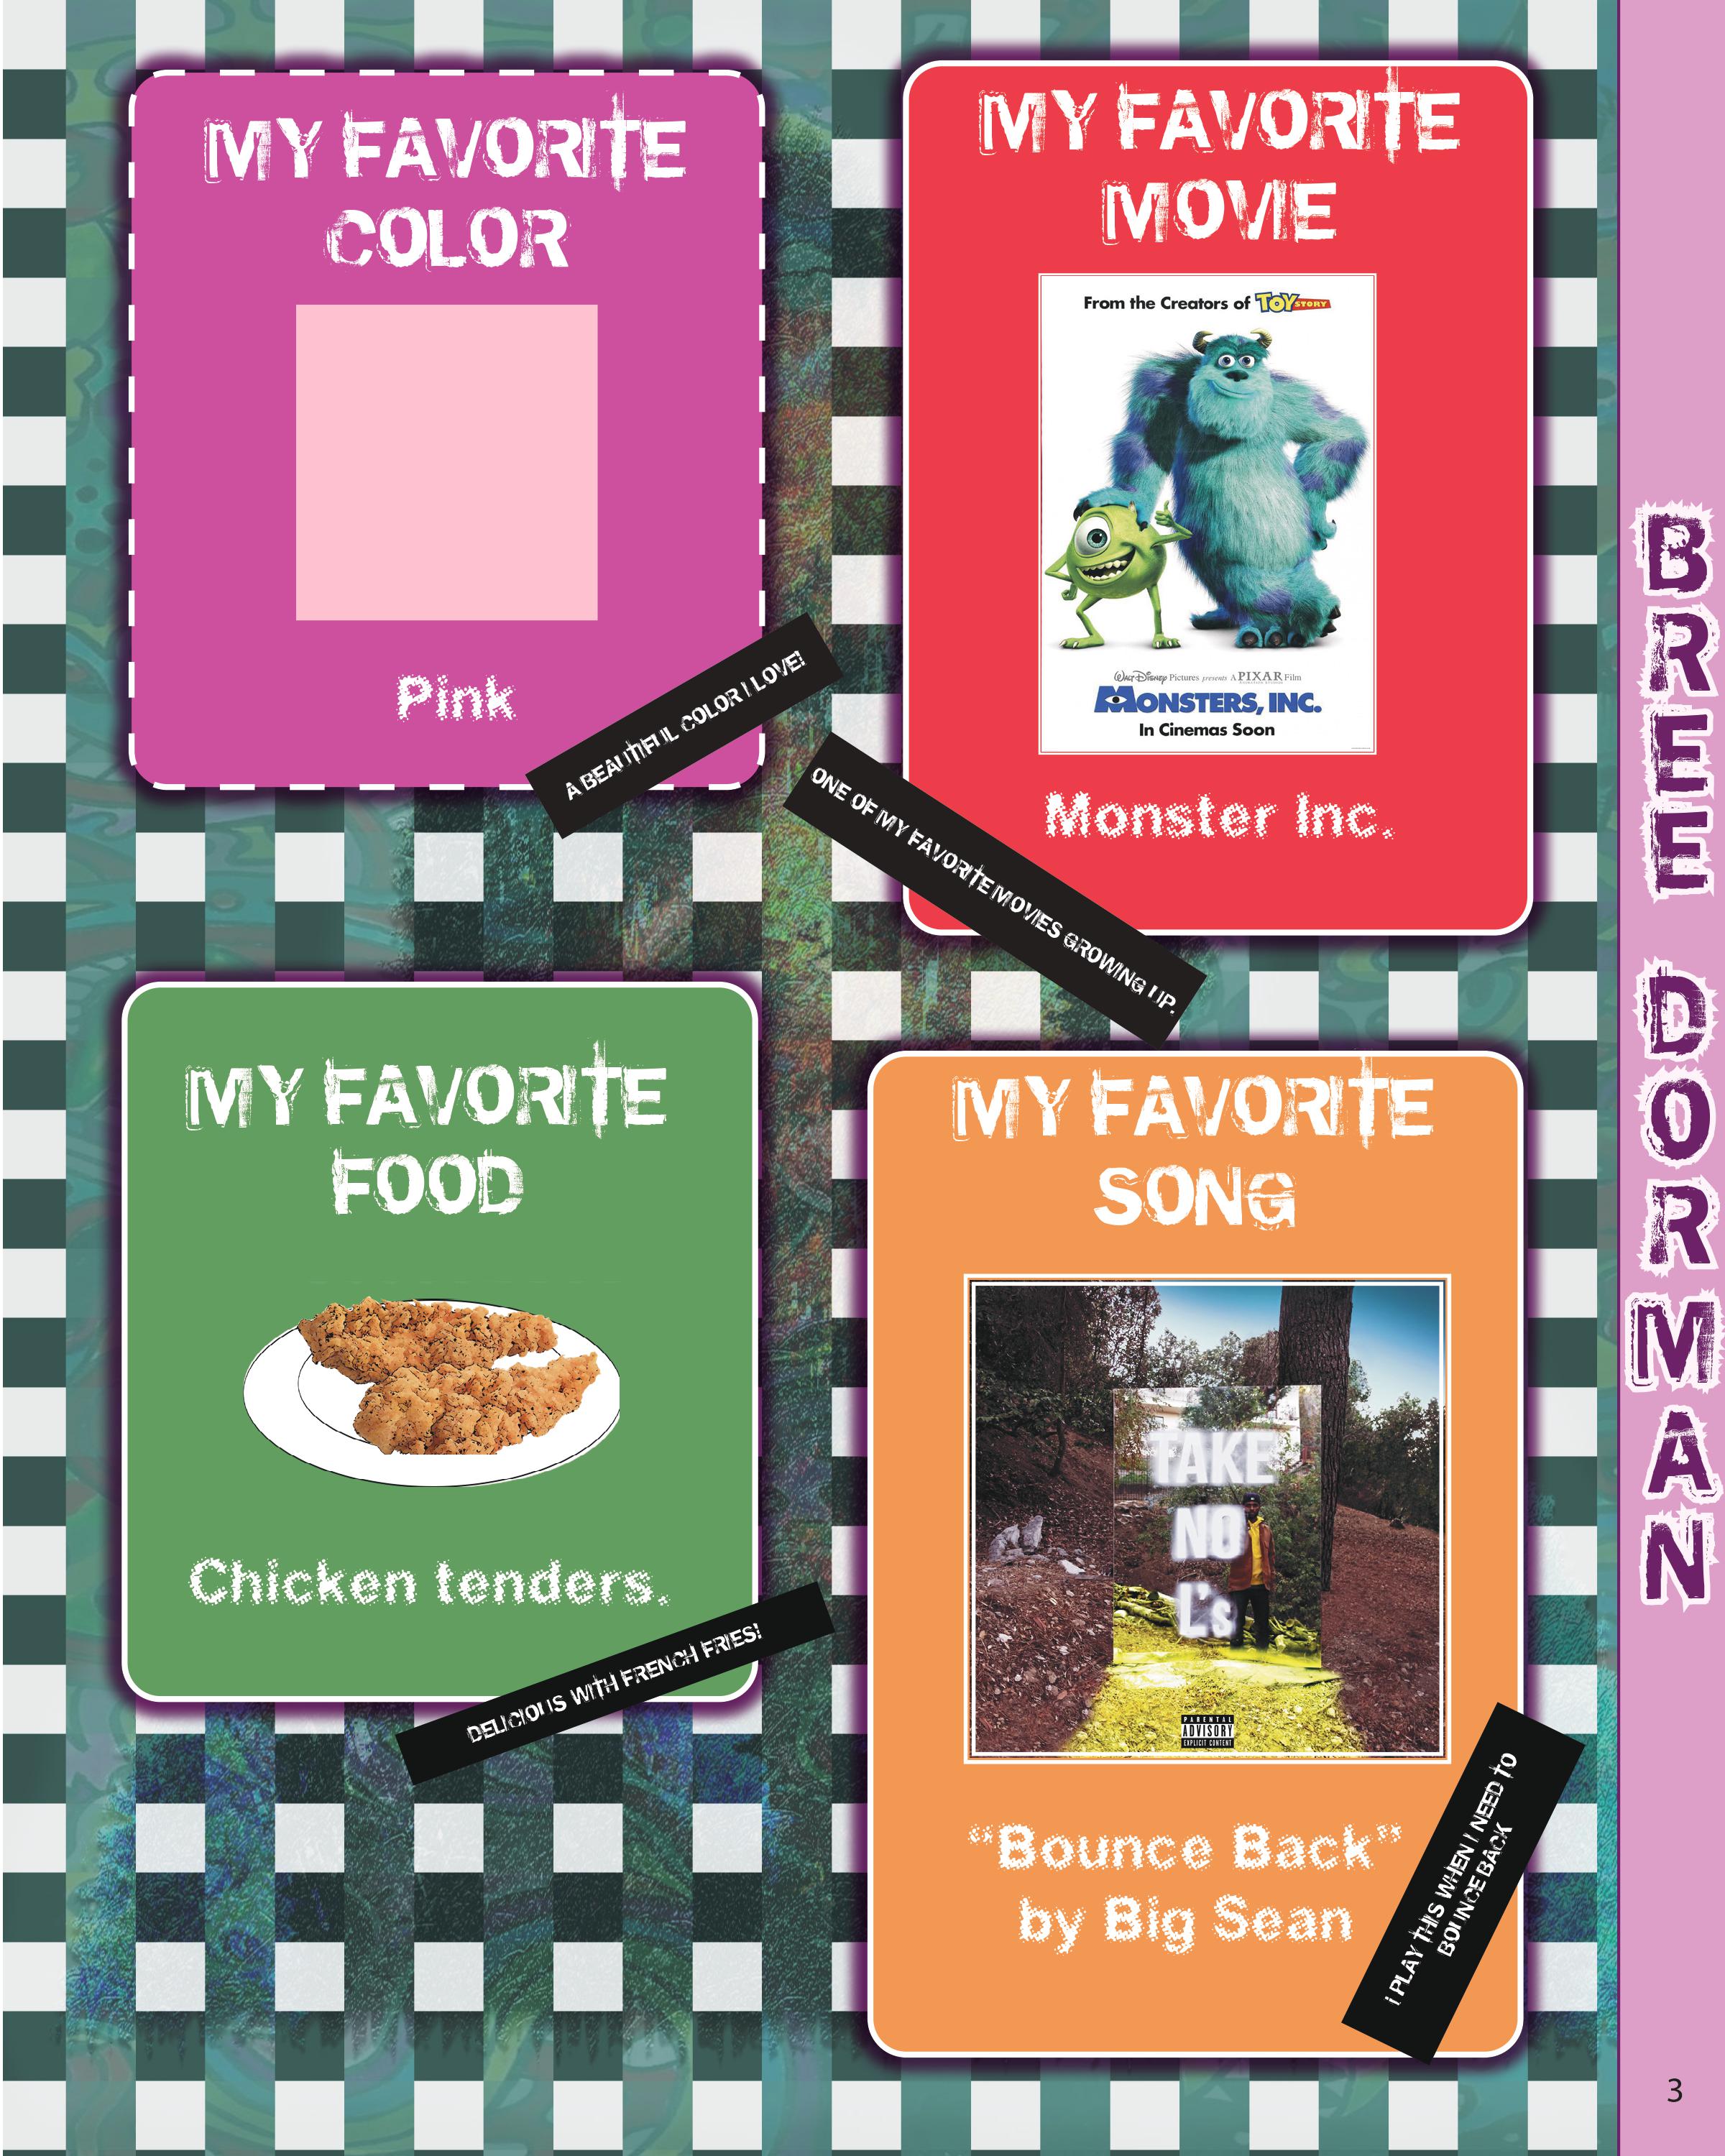 MY FAVORITE
COLOR
Pink
A BEAUTIFUL COLOR I LOVE!
MY FAVORITE
MOVIE
From the Creators of TOY STORY
WALT DISNEY Pictures presents A PIXAR Film
MONSTERS, INC.
In Cinemas Soon
Monster Inc.
ONE OF MY FAVORITE MOVIES GROWING UP.
MY FAVORITE
FOOD
Chicken tenders.
DELICIOUS WITH FRENCH FRIES!
MY FAVORITE
SONG
TAKE
NO
L's
PARENTAL
ADVISORY
EXPLICIT CONTENT
“Bounce Back”
by Big Sean
I PLAY THIS WHEN I NEED TO
BOUNCE BACK
BREE DORMAN
3